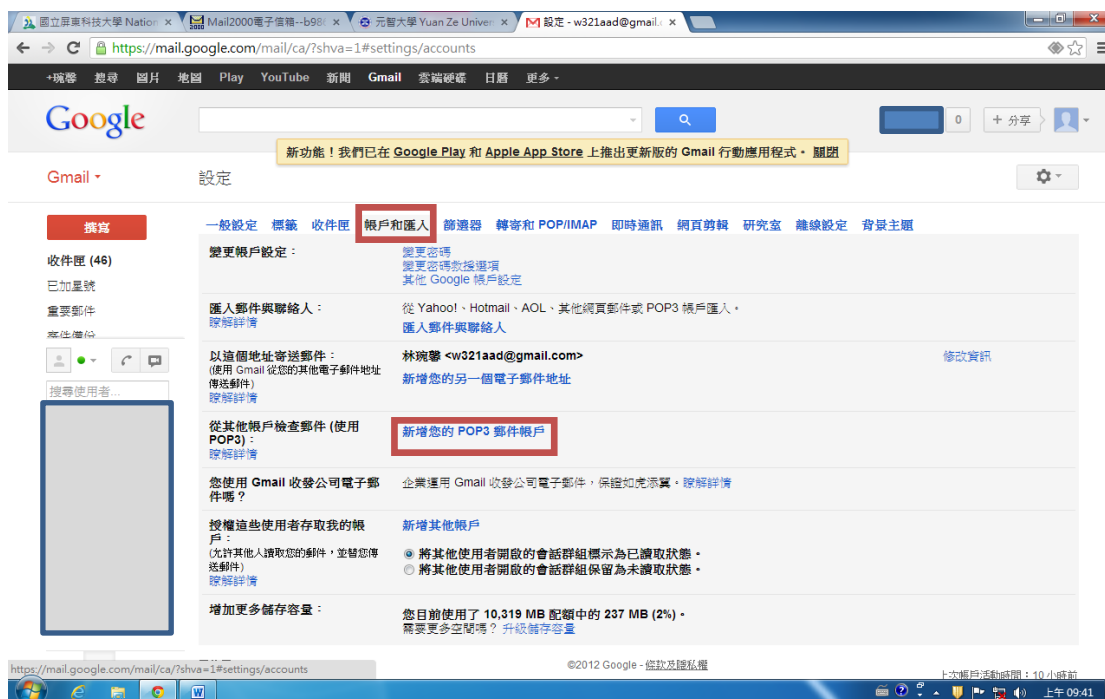 國立屏東科技大學 Nation
Mail2000電子信箱--b98
元智大學 Yuan Ze Univer
設定 - w321aad@gmail.c
https://mail.google.com/mail/ca/?shva=1#settings/accounts
+琬馨 搜尋 圖片 地圖 Play YouTube 新聞 Gmail 雲端硬碟 日曆 更多
Google
0
+ 分享
新功能！我們已在 Google Play 和 Apple App Store 上推出更新版的 Gmail 行動應用程式。 關閉
Gmail
設定
撰寫
一般設定 標籤 收件匣 帳戶和匯入 篩選器 轉寄和 POP/IMAP 即時通訊 網頁剪輯 研究室 離線設定 背景主題
收件匣 (46)
已加星號
重要郵件
寄件備份
搜尋使用者...
變更帳戶設定：
變更密碼
變更密碼救援選項
其他 Google 帳戶設定
匯入郵件與聯絡人：
瞭解詳情
從 Yahoo!、Hotmail、AOL、其他網頁郵件或 POP3 帳戶匯入。
匯入郵件與聯絡人
以這個地址寄送郵件：
(使用 Gmail 從您的其他電子郵件地址
傳送郵件)
瞭解詳情
林琬馨 <w321aad@gmail.com>
修改資訊
新增您的另一個電子郵件地址
從其他帳戶檢查郵件 (使用
POP3)：
瞭解詳情
新增您的 POP3 郵件帳戶
您使用 Gmail 收發公司電子郵
件嗎？
企業運用 Gmail 收發公司電子郵件，保證如虎添翼。瞭解詳情
授權這些使用者存取我的帳
戶：
(允許其他人讀取您的郵件，並替您傳
送郵件)
瞭解詳情
新增其他帳戶
將其他使用者開啟的會話群組標示為已讀取狀態。
將其他使用者開啟的會話群組保留為未讀取狀態。
增加更多儲存容量：
您目前使用了 10,319 MB 配額中的 237 MB (2%)。
需要更多空間嗎？ 升級儲存容量
https://mail.google.com/mail/ca/?shva=1#settings/accounts
©2012 Google - 條款及隱私權
上次帳戶活動時間：10 小時前
上午 09:41